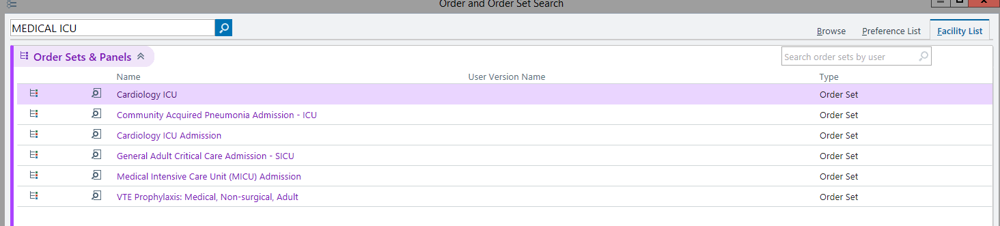 Order and Order Set Search
MEDICAL ICU
Browse Preference List Facility List
Order Sets & Panels
Search order sets by user
Name User Version Name Type
Cardiology ICU Order Set
Community Acquired Pneumonia Admission - ICU Order Set
Cardiology ICU Admission Order Set
General Adult Critical Care Admission - SICU Order Set
Medical Intensive Care Unit (MICU) Admission Order Set
VTE Prophylaxis: Medical, Non-surgical, Adult Order Set